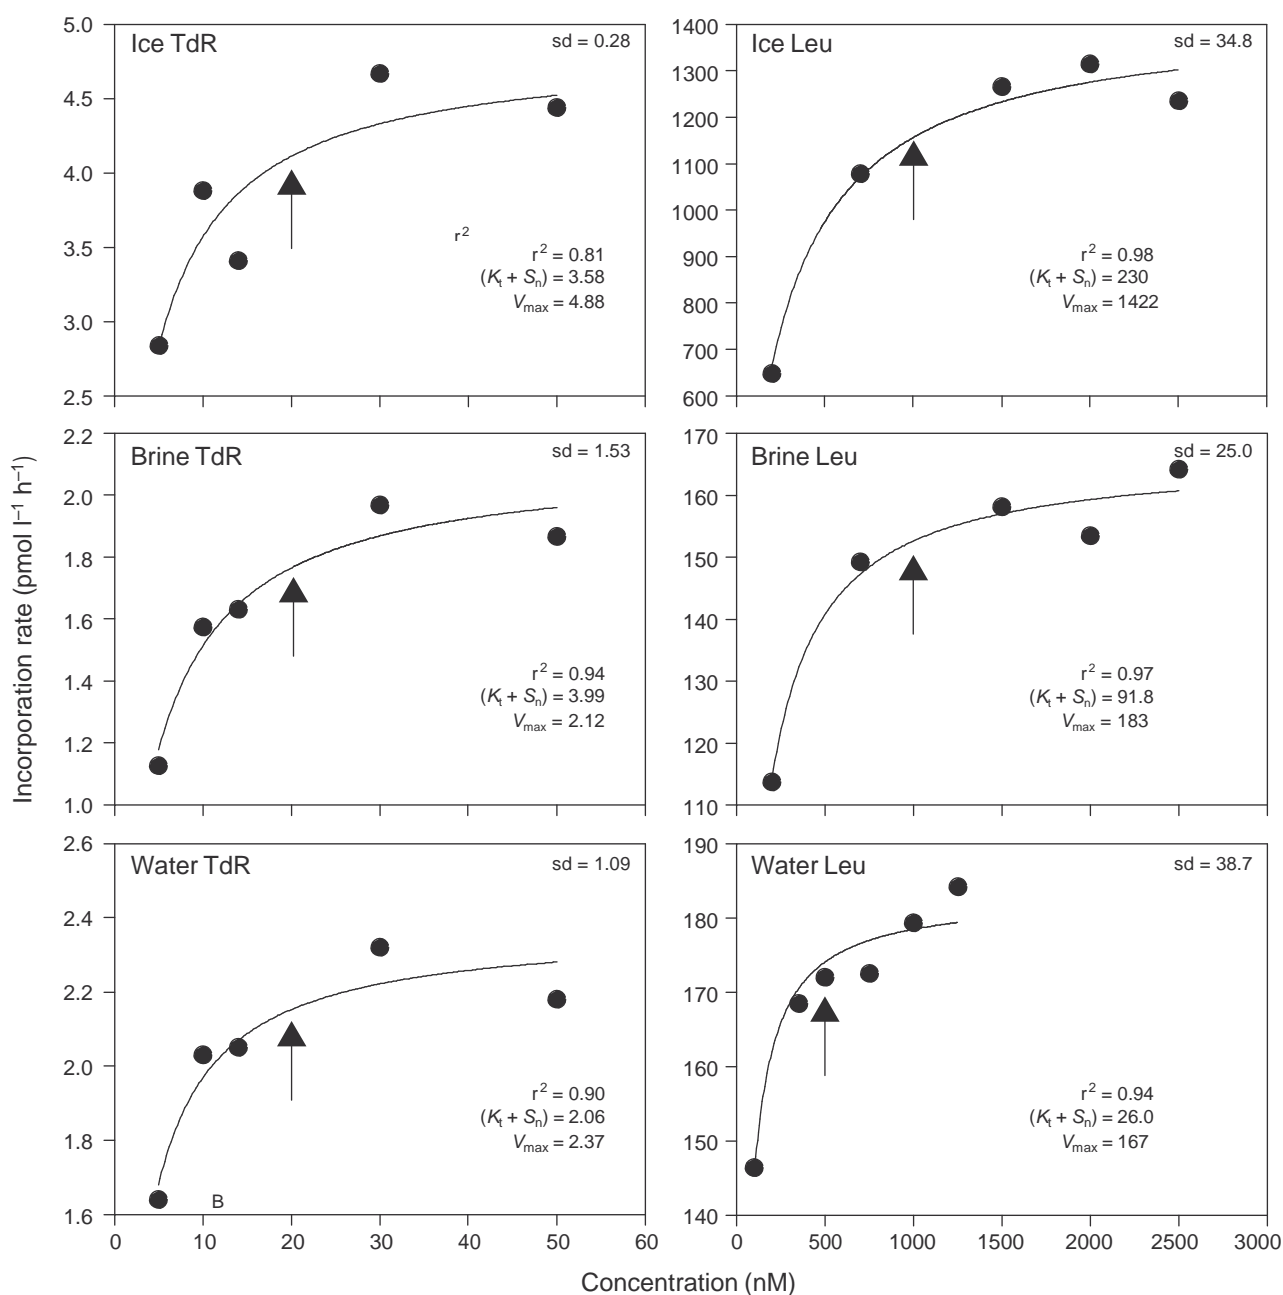 Incorporation rate (pmol l⁻¹ h⁻¹)
Ice TdR
sd = 0.28
5.0
4.5
4.0
3.5
3.0
2.5
r²
r² = 0.81
(Kt + Sn) = 3.58
Vmax = 4.88
Ice Leu
sd = 34.8
1400
1300
1200
1100
1000
900
800
700
600
r² = 0.98
(Kt + Sn) = 230
Vmax = 1422
Brine TdR
sd = 1.53
2.2
2.0
1.8
1.6
1.4
1.2
1.0
r² = 0.94
(Kt + Sn) = 3.99
Vmax = 2.12
Brine Leu
sd = 25.0
170
160
150
140
130
120
110
r² = 0.97
(Kt + Sn) = 91.8
Vmax = 183
Water TdR
sd = 1.09
2.6
2.4
2.2
2.0
1.8
1.6
r² = 0.90
(Kt + Sn) = 2.06
Vmax = 2.37
B
0 10 20 30 40 50 60
Water Leu
sd = 38.7
190
180
170
160
150
140
r² = 0.94
(Kt + Sn) = 26.0
Vmax = 167
0 500 1000 1500 2000 2500 3000
Concentration (nM)